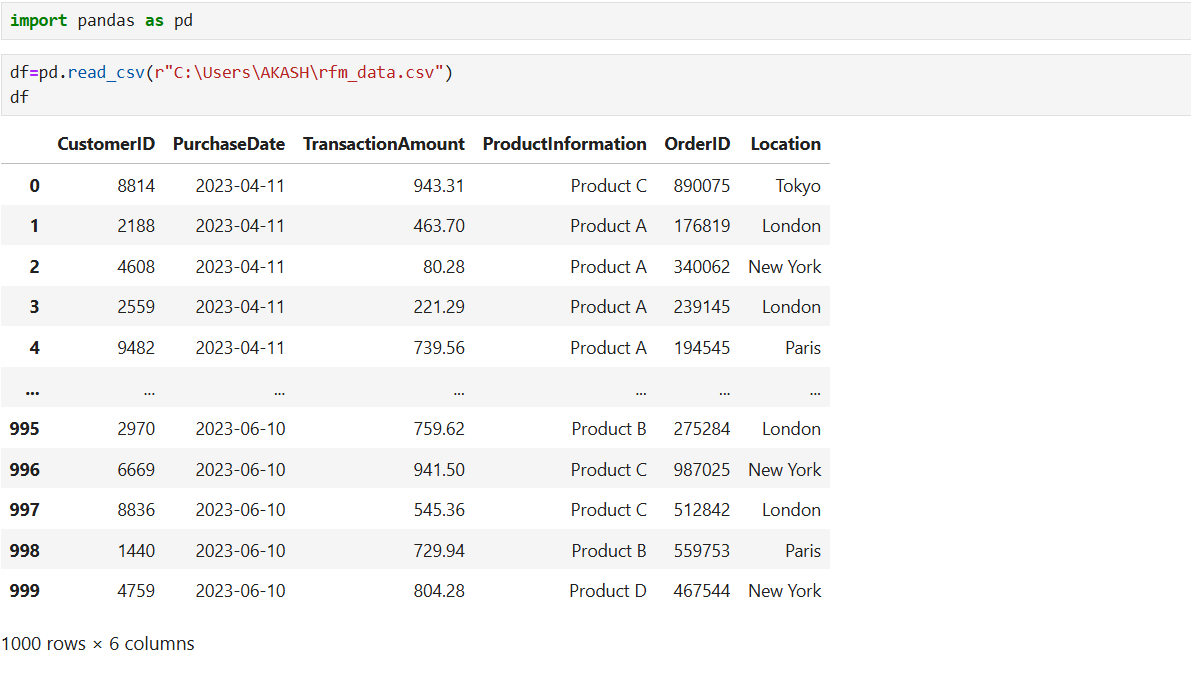 import pandas as pd
df=pd.read_csv(r"C:\Users\AKASH\rfm_data.csv")
df
CustomerID PurchaseDate TransactionAmount ProductInformation OrderID Location
0 8814 2023-04-11 943.31 Product C 890075 Tokyo
1 2188 2023-04-11 463.70 Product A 176819 London
2 4608 2023-04-11 80.28 Product A 340062 New York
3 2559 2023-04-11 221.29 Product A 239145 London
4 9482 2023-04-11 739.56 Product A 194545 Paris
... ... ... ... ... ... ...
995 2970 2023-06-10 759.62 Product B 275284 London
996 6669 2023-06-10 941.50 Product C 987025 New York
997 8836 2023-06-10 545.36 Product C 512842 London
998 1440 2023-06-10 729.94 Product B 559753 Paris
999 4759 2023-06-10 804.28 Product D 467544 New York
1000 rows × 6 columns